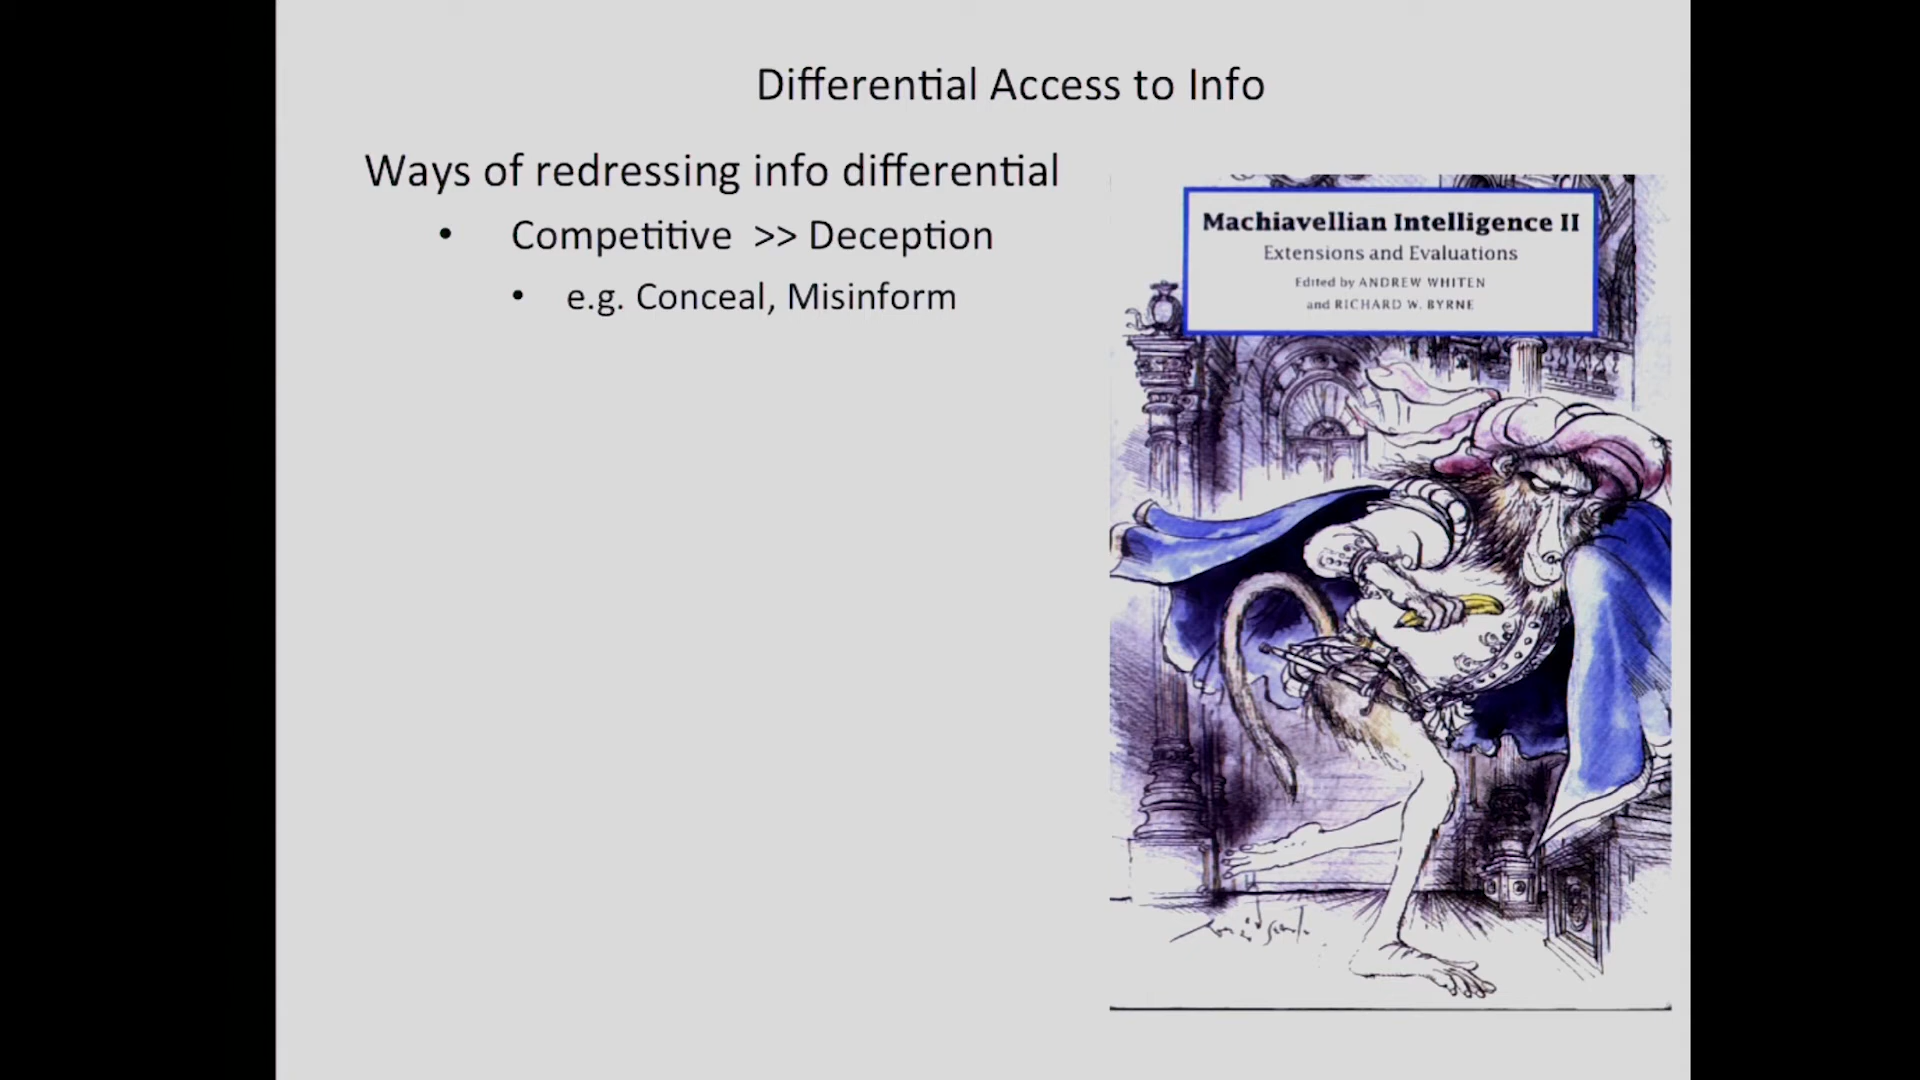 Differential Access to Info
Ways of redressing info differential
• Competitive >> Deception
• e.g. Conceal, Misinform
Machiavellian Intelligence II
Extensions and Evaluations
Edited by ANDREW WHITEN
and RICHARD W. BYRNE